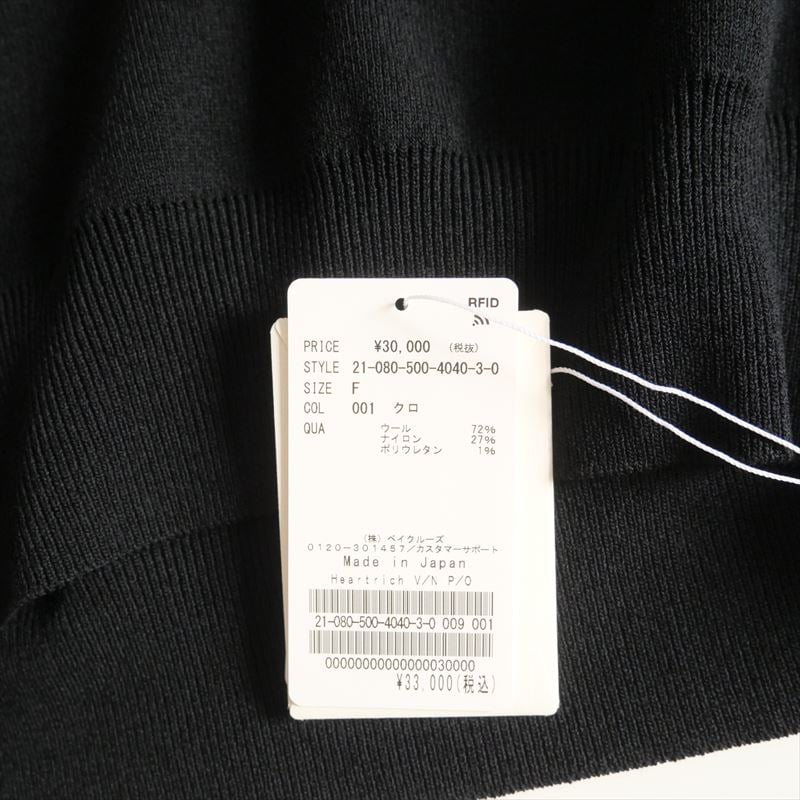 RFID
PRICE ¥30,000 (税抜)
STYLE 21-080-500-4040-3-0
SIZE F
COL 001 クロ
QUA ウール 72%
ナイロン 27%
ポリウレタン 1%
(株)ベイクルーズ
0120-301457/カスタマーサポート
Made in Japan
Heartrich V/N P/O
21-080-500-4040-3-0 009 001
00000000000000030000
¥33,000(税込)